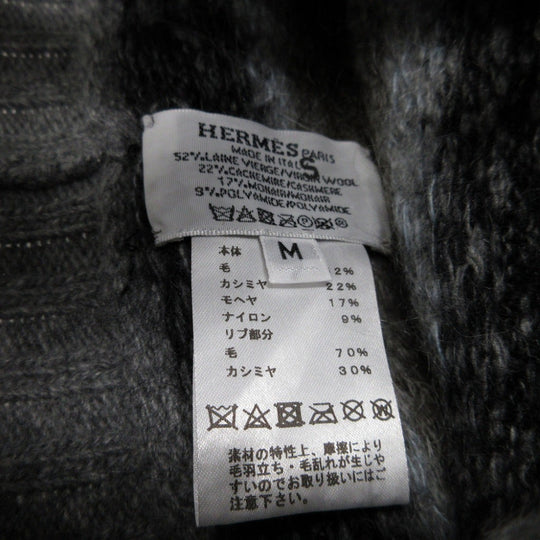 HERMÈS PARIS
MADE IN ITALY
S
52% LAINE VIERGE/VIRGIN WOOL
22% CACHEMIRE/CASHMERE
17% MOHAIR/MOHAIR
9% POLYAMIDE/POLYAMIDE
M
本体
毛 2%
カシミヤ 22%
モヘヤ 17%
ナイロン 9%
リブ部分
毛 70%
カシミヤ 30%
素材の特性上、摩擦により
毛羽立ち・毛乱れが生じや
すいのでお取り扱いにはご
注意下さい。